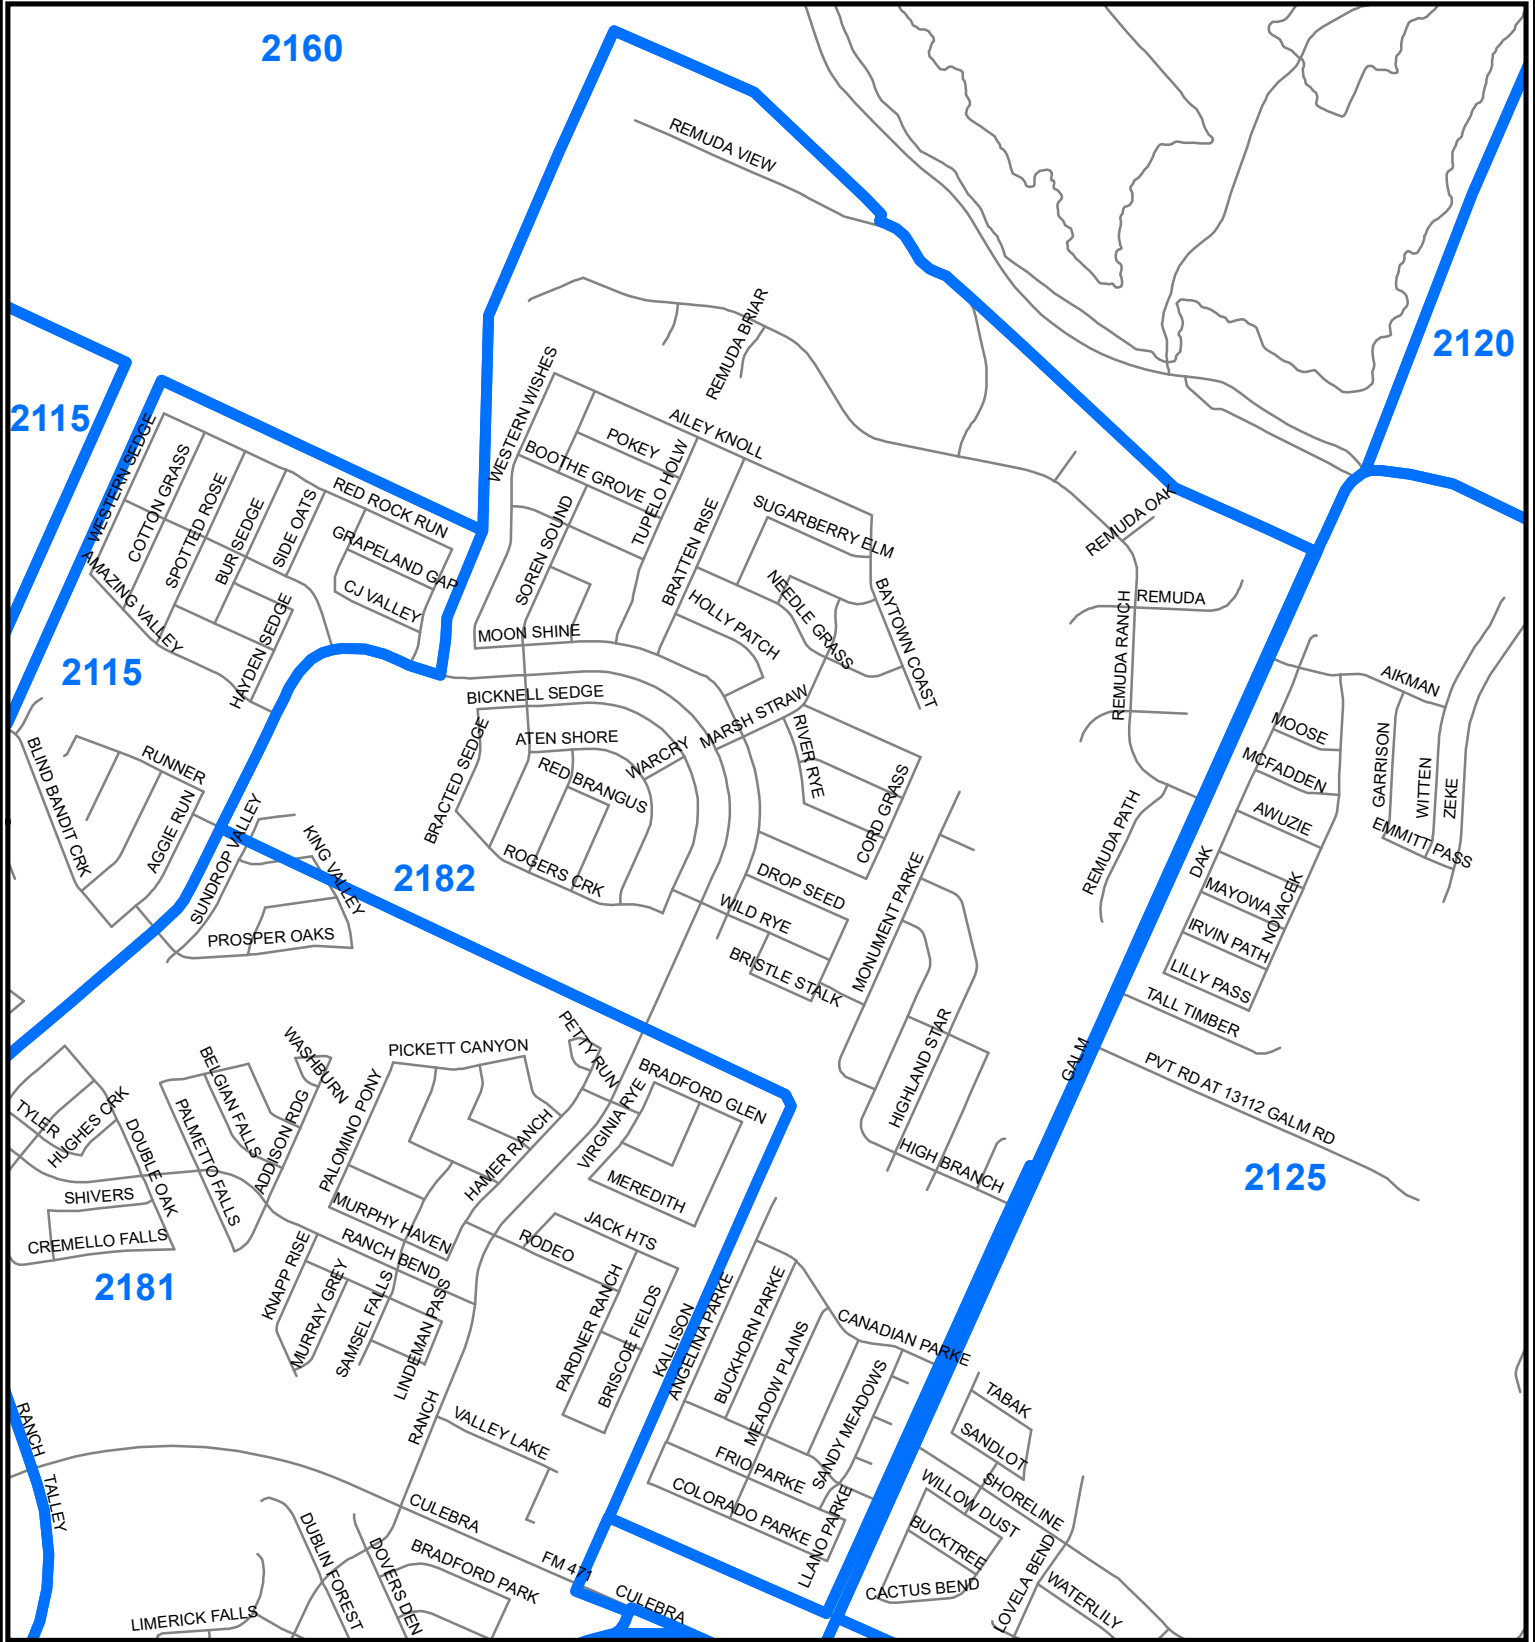 2160
REMUDA VIEW
REMUDA BRIAR
2120
2115
WESTERN WISHES
AILEY KNOLL
POKEY
BOOTHE GROVE
TUPELO HOLW
WESTERN SEDGE
COTTON GRASS
SPOTTED ROSE
BUR SEDGE
SIDE OATS
RED ROCK RUN
GRAPELAND GAP
CJ VALLEY
SOREN SOUND
BRATTEN RISE
SUGARBERRY ELM
REMUDA OAK
AMAZING VALLEY
HAYDEN SEDGE
MOON SHINE
HOLLY PATCH
NEEDLE GRASS
BAYTOWN COAST
REMUDA
REMUDA RANCH
2115
BICKNELL SEDGE
MARSH STRAW
AIKMAN
BRACTED SEDGE
ATEN SHORE
WARCRY
RED BRANGUS
RIVER RYE
MOOSE
MCFADDEN
GARRISON
WITTEN
ZEKE
BLIND BANDIT CRK
RUNNER
AGGIE RUN
SUNDROP VALLEY
KING VALLEY
CORD GRASS
REMUDA PATH
AWUZIE
EMMITT PASS
DAK
2182
ROGERS CRK
DROP SEED
MONUMENT PARKE
MAYOWA
NOVACEK
WILD RYE
PROSPER OAKS
IRVIN PATH
BRISTLE STALK
LILLY PASS
TALL TIMBER
WASHBURN
PICKETT CANYON
PETTY RUN
HIGHLAND STAR
GALM
PVT RD AT 13112 GALM RD
BELGIAN FALLS
BRADFORD GLEN
TYLER
HUGHES CRK
PALMETTO FALLS
ADDISON RDG
PALOMINO PONY
VIRGINIA RYE
DOUBLE OAK
HAMER RANCH
HIGH BRANCH
2125
SHIVERS
MEREDITH
MURPHY HAVEN
CREMELLO FALLS
RANCH BEND
RODEO
JACK HTS
2181
KNAPP RISE
MURRAY GREY
SAMSEL FALLS
LINDEMAN PASS
PARDNER RANCH
BRISCOE FIELDS
KALLISON
ANGELINA PARKE
BUCKHORN PARKE
MEADOW PLAINS
CANADIAN PARKE
SANDY MEADOWS
TABAK
SANDLOT
RANCH
VALLEY LAKE
FRIO PARKE
COLORADO PARKE
LLANO PARKE
WILLOW DUST
SHORELINE
RANCH
TALLEY
CULEBRA
DUBLIN FOREST
DOVERS DEN
BRADFORD PARK
FM 471
CULEBRA
BUCKTREE
CACTUS BEND
LOVELA BEND
WATERLILY
LIMERICK FALLS